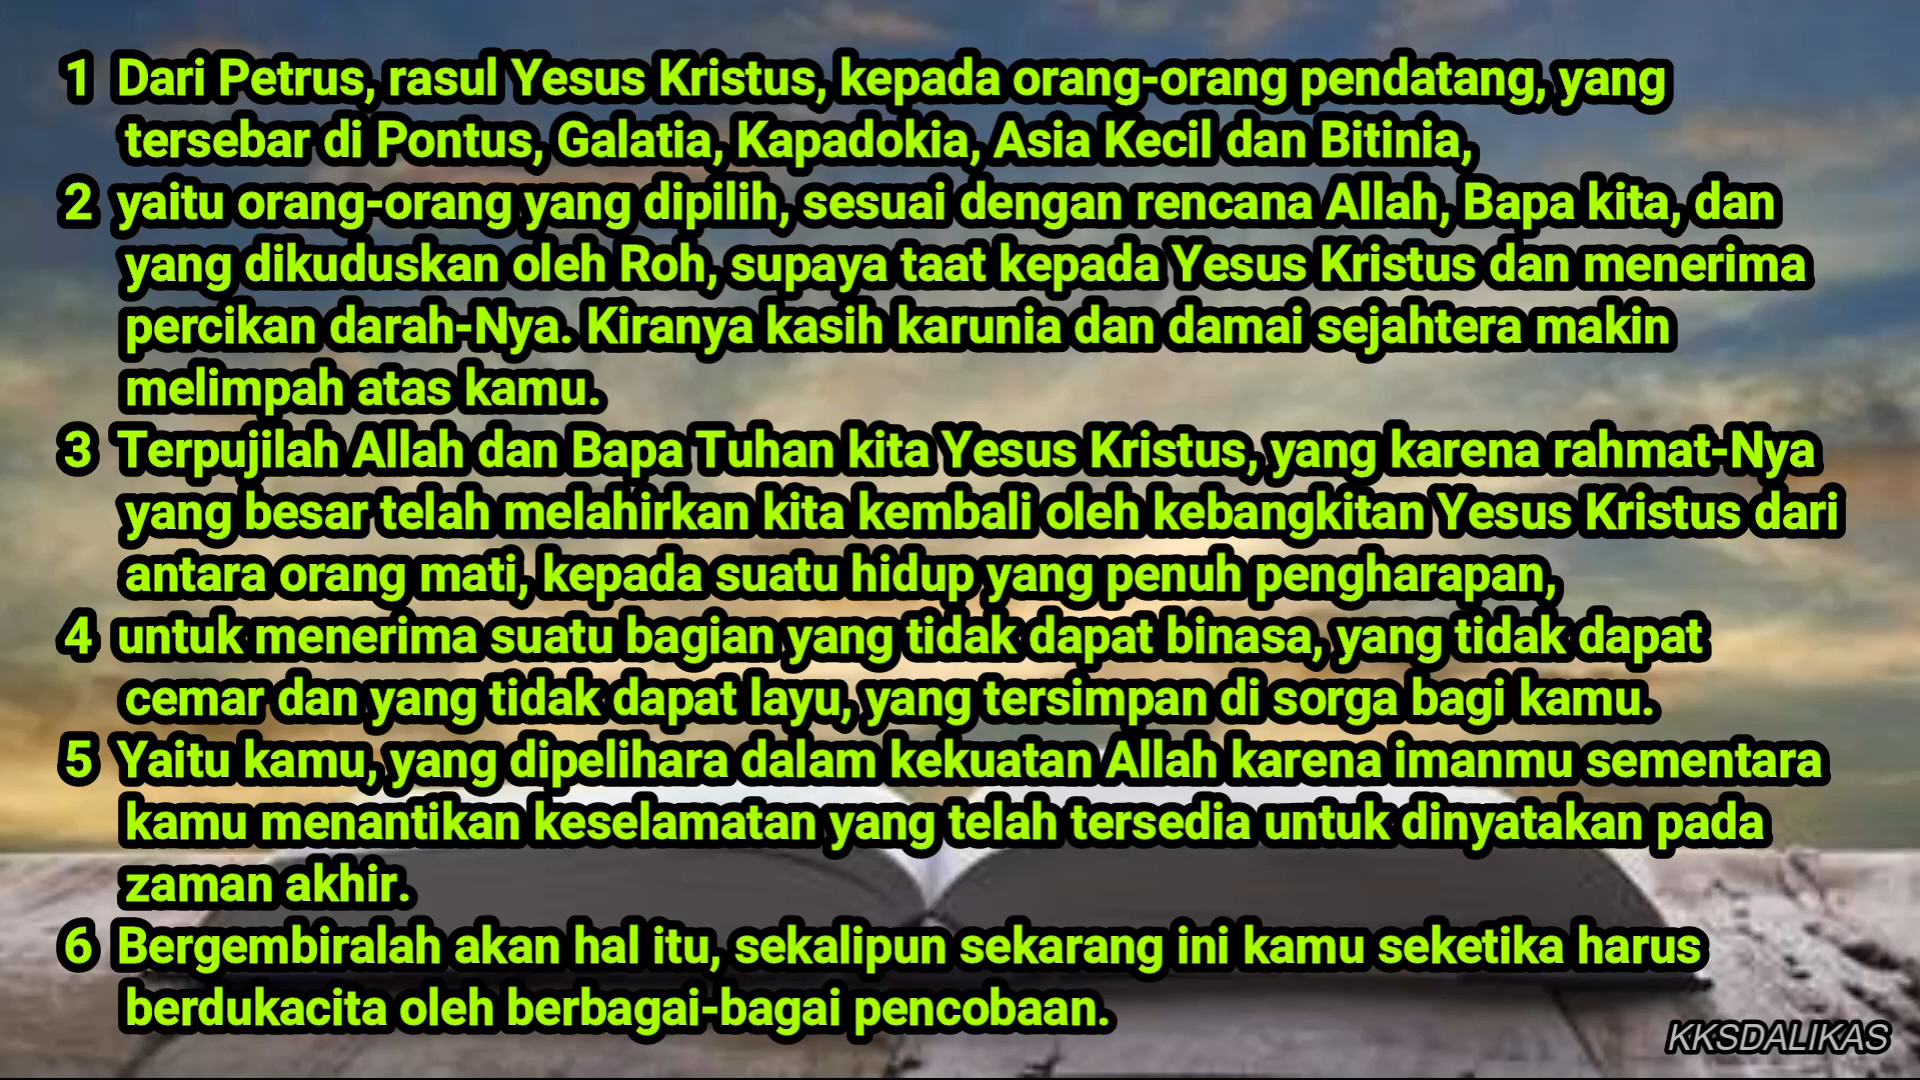 1 Dari Petrus, rasul Yesus Kristus, kepada orang-orang pendatang, yang
tersebar di Pontus, Galatia, Kapadokia, Asia Kecil dan Bitinia,
2 yaitu orang-orang yang dipilih, sesuai dengan rencana Allah, Bapa kita, dan
yang dikuduskan oleh Roh, supaya taat kepada Yesus Kristus dan menerima
percikan darah-Nya. Kiranya kasih karunia dan damai sejahtera makin
melimpah atas kamu.
3 Terpujilah Allah dan Bapa Tuhan kita Yesus Kristus, yang karena rahmat-Nya
yang besar telah melahirkan kita kembali oleh kebangkitan Yesus Kristus dari
antara orang mati, kepada suatu hidup yang penuh pengharapan,
4 untuk menerima suatu bagian yang tidak dapat binasa, yang tidak dapat
cemar dan yang tidak dapat layu, yang tersimpan di sorga bagi kamu.
5 Yaitu kamu, yang dipelihara dalam kekuatan Allah karena imanmu sementara
kamu menantikan keselamatan yang telah tersedia untuk dinyatakan pada
zaman akhir.
6 Bergembiralah akan hal itu, sekalipun sekarang ini kamu seketika harus
berdukacita oleh berbagai-bagai pencobaan.
KKSDALIKAS